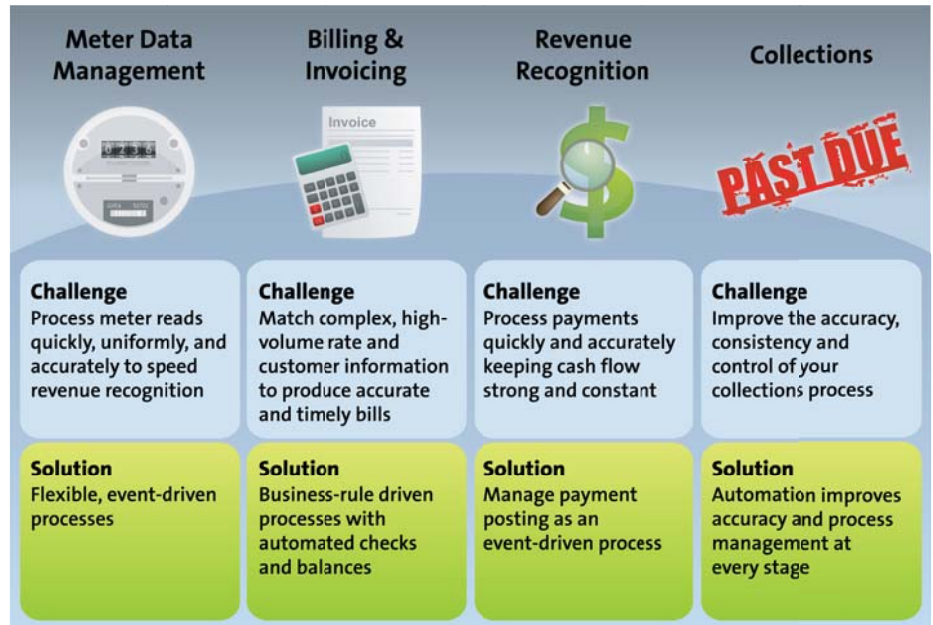 Meter Data
Management
Billing &
Invoicing
Revenue
Recognition
Collections
Invoice
PAST DUE
Challenge
Process meter reads
quickly, uniformly, and
accurately to speed
revenue recognition
Challenge
Match complex, high-
volume rate and
customer information
to produce accurate
and timely bills
Challenge
Process payments
quickly and accurately
keeping cash flow
strong and constant
Challenge
Improve the accuracy,
consistency and
control of your
collections process
Solution
Flexible, event-driven
processes
Solution
Business-rule driven
processes with
automated checks
and balances
Solution
Manage payment
posting as an
event-driven process
Solution
Automation improves
accuracy and process
management at
every stage